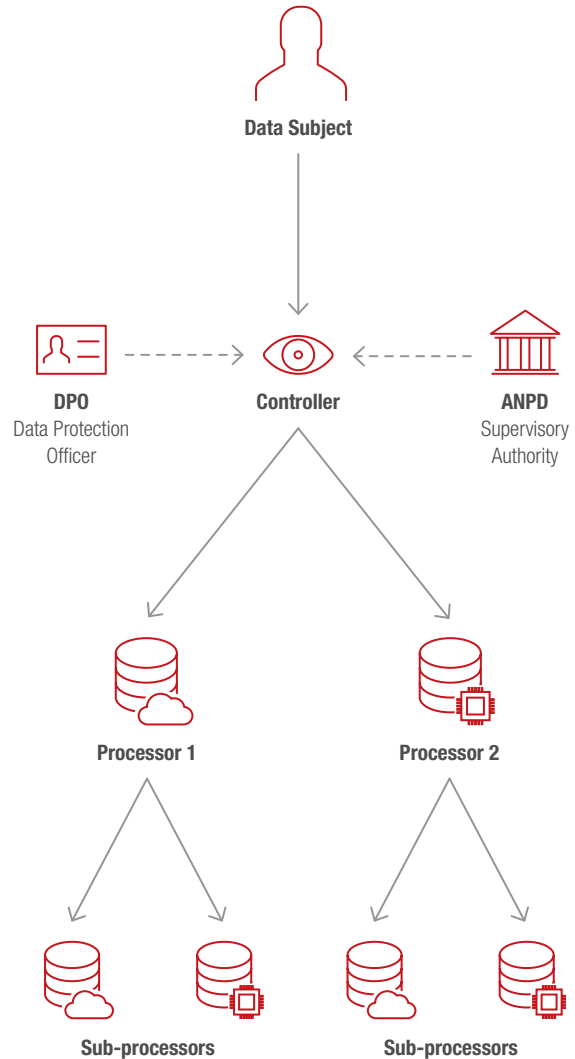 Data Subject
DPO
Data Protection
Officer
Controller
ANPD
Supervisory
Authority
Processor 1
Processor 2
Sub-processors
Sub-processors